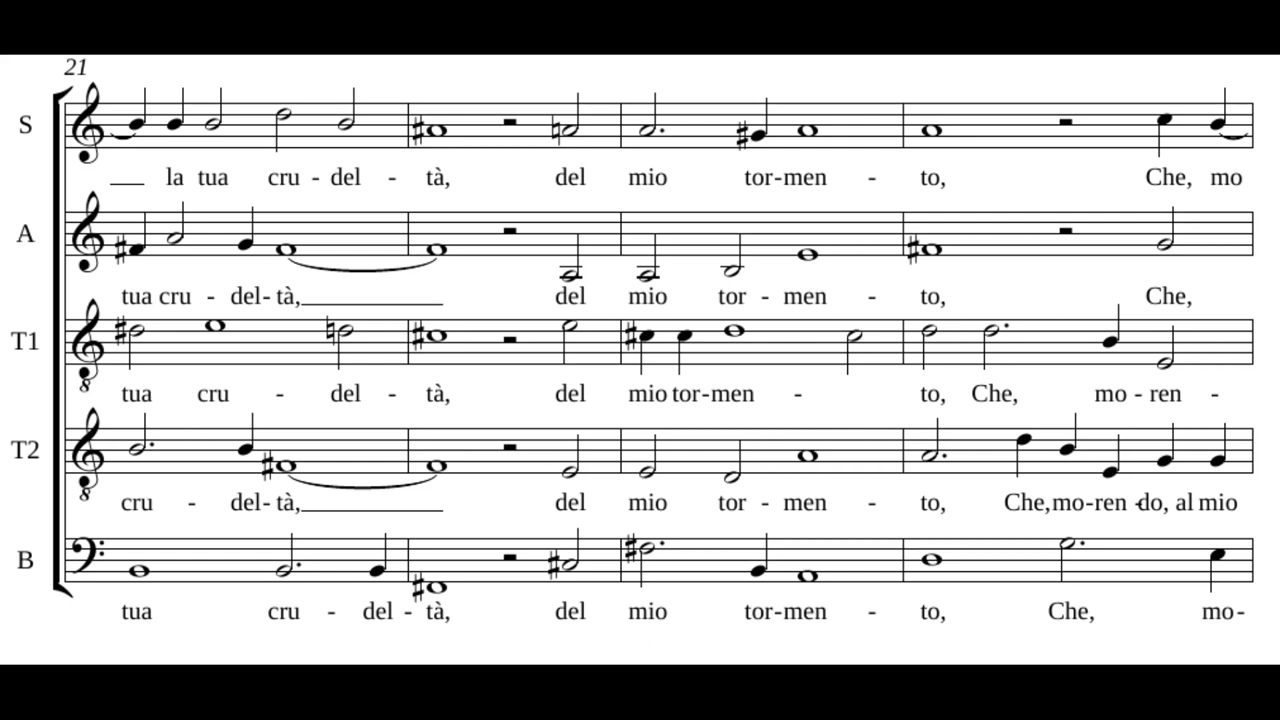 21
S
la tua cru - del - tà, del mio tor-men - to, Che, mo
A
tua cru - del- tà, del mio tor - men - to, Che,
T1
tua cru - del - tà, del mio tor-men - to, Che, mo - ren -
8
T2
cru - del- tà, del mio tor - men - to, Che,mo-ren -do, al mio
8
B
tua cru - del - tà, del mio tor-men - to, Che, mo-